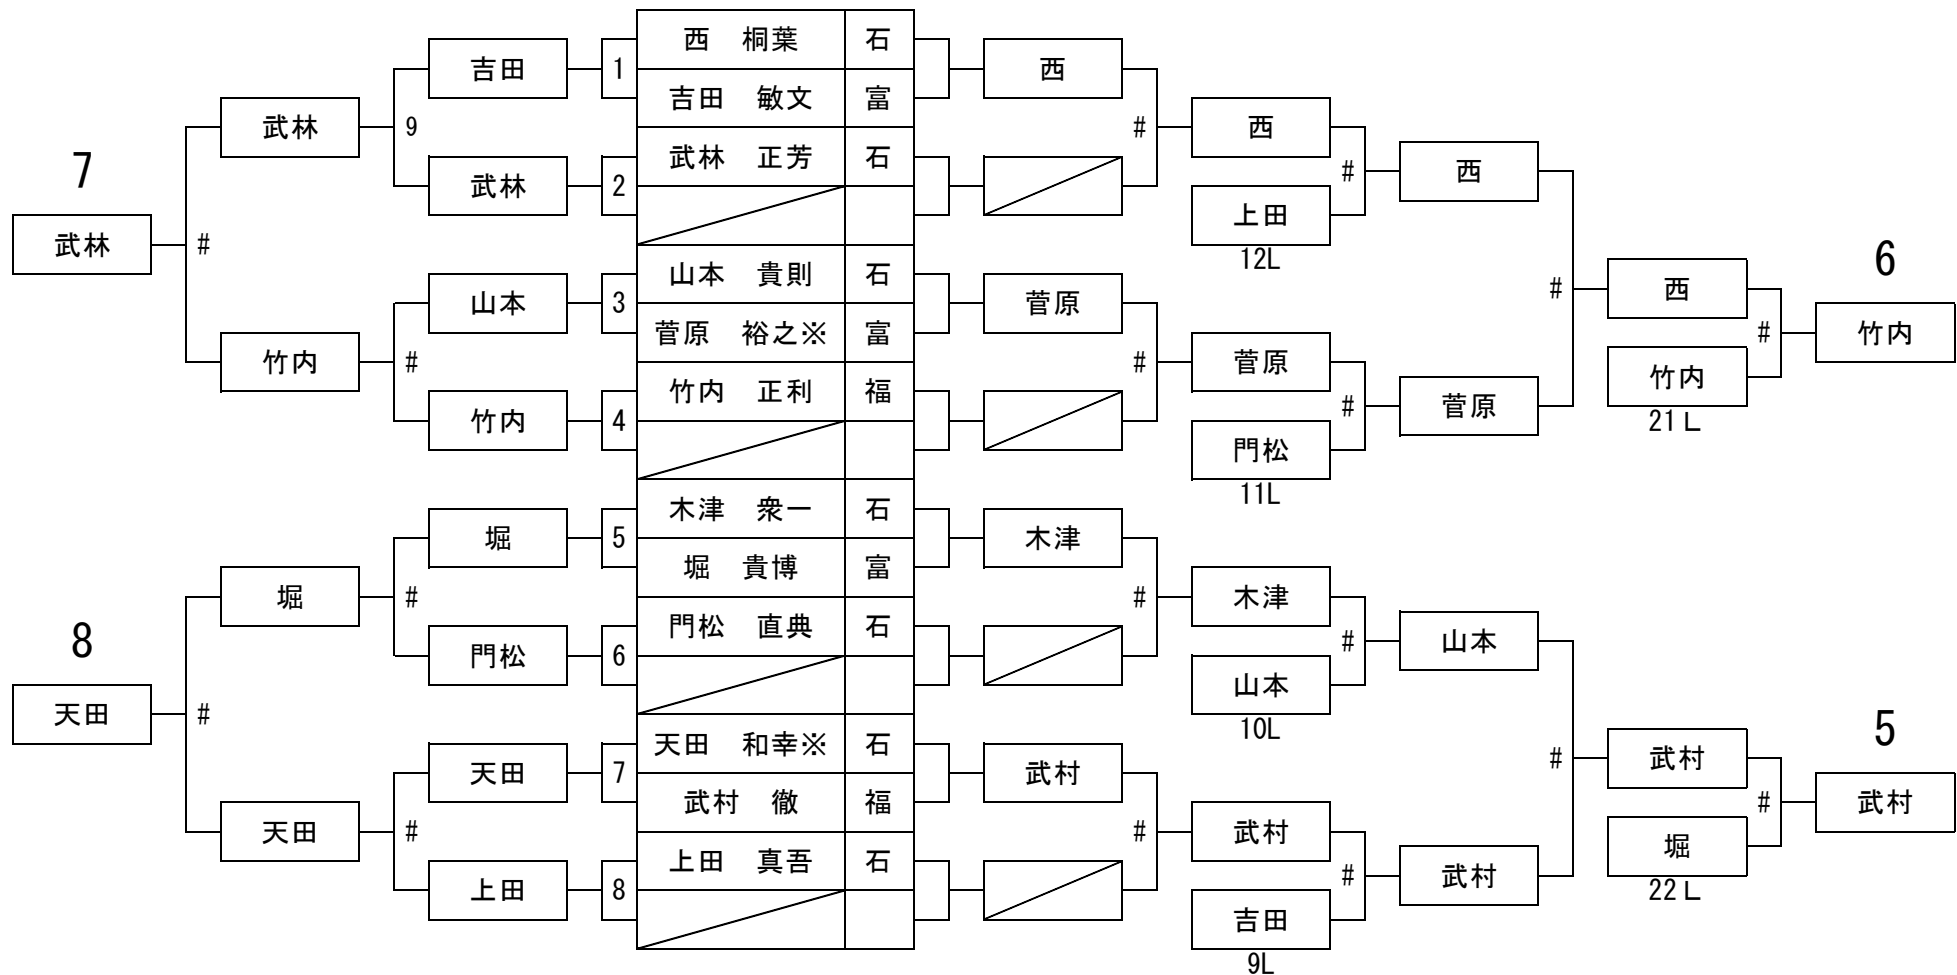 西　桐葉 石
吉田 1 西
吉田　敏文 富
武林 9 # 西
7 武林　正芳 石 # 西
武林 2
武林 # 上田
12L
山本　貴則 石 6
山本 3 菅原 # 西
菅原　裕之※ 富 # 竹内
竹内 # # 菅原
竹内　正利 福 竹内
竹内 4 # 菅原 21L
門松
11L
木津　衆一 石
堀 5 木津
堀　貴博 富
堀 # # 木津
8 門松　直典 石 # 山本
門松 6
天田 # 山本
10L
天田　和幸※ 石 5
天田 7 武村 # 武村
武村　徹 福 # 武村
天田 # # 武村
上田　真吾 石 堀
上田 8 # 武村 22L
吉田
9L